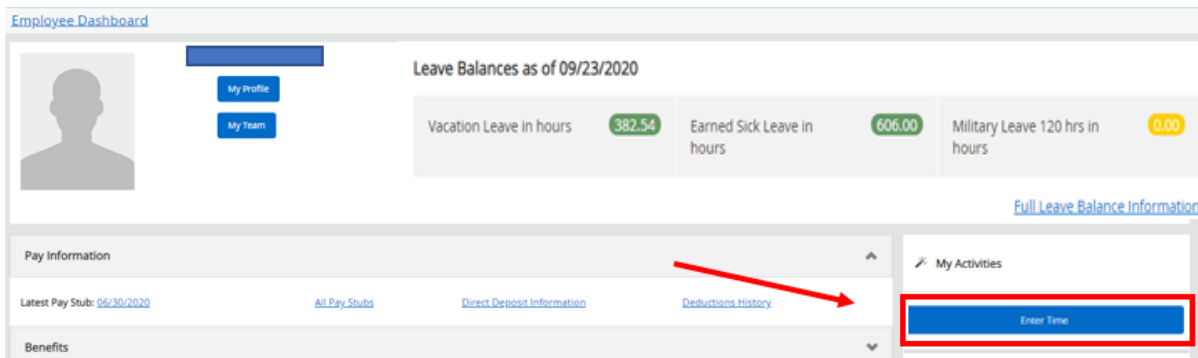 Employee Dashboard
My Profile
My Team
Leave Balances as of 09/23/2020
Vacation Leave in hours
382.54
Earned Sick Leave in
hours
606.00
Military Leave 120 hrs in
hours
0.00
Full Leave Balance Information
Pay Information
Latest Pay Stub: 06/30/2020
All Pay Stubs
Direct Deposit Information
Deductions History
Benefits
My Activities
Enter Time